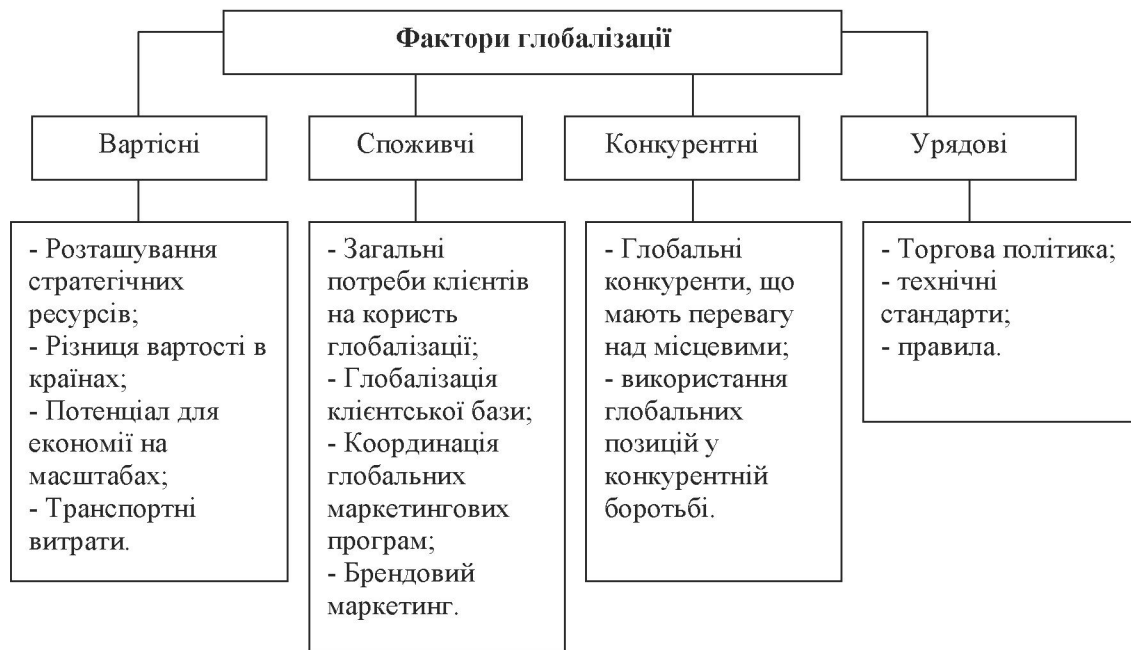 Фактори глобалізації
Вартісні
Споживчі
Конкурентні
Урядові
- Розташування
стратегічних
ресурсів;
- Різниця вартості в
країнах;
- Потенціал для
економії на
масштабах;
- Транспортні
витрати.
- Загальні
потреби клієнтів
на користь
глобалізації;
- Глобалізація
клієнтської бази;
- Координація
глобальних
маркетингових
програм;
- Брендовий
маркетинг.
- Глобальні
конкуренти, що
мають перевагу
над місцевими;
- використання
глобальних
позицій у
конкурентній
боротьбі.
- Торгова політика;
- технічні
стандарти;
- правила.